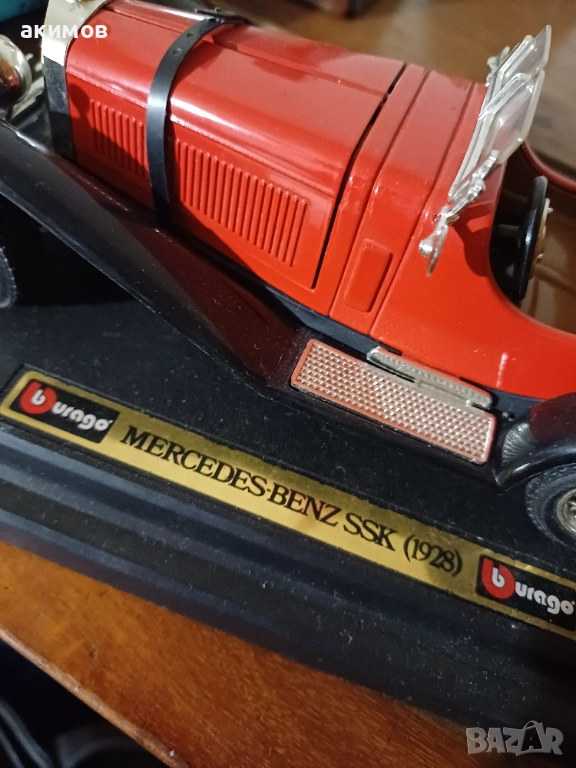 акимов
burago
MERCEDES-BENZ SSK (1928)
burago
BAZAR